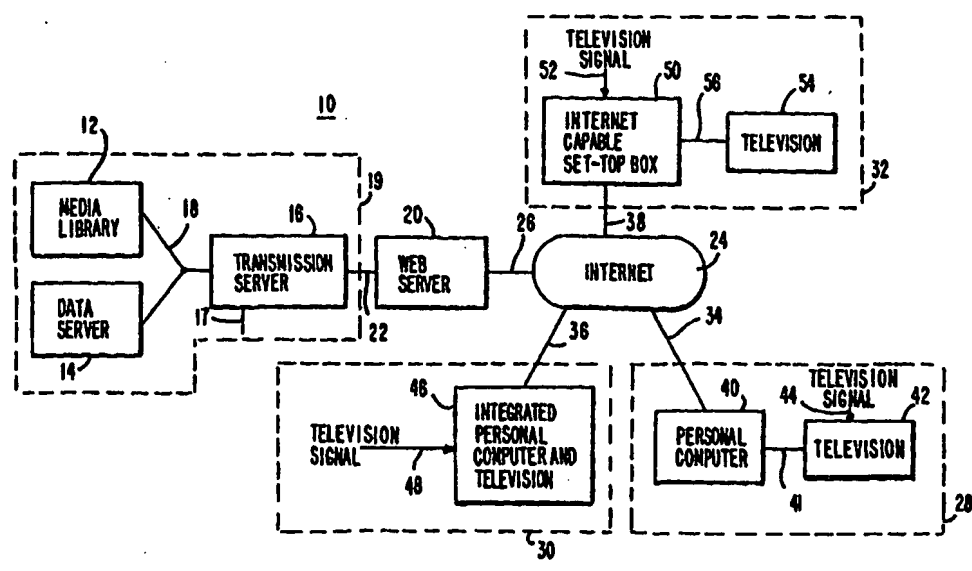 10
12
MEDIA
LIBRARY
18
DATA
SERVER
14
16
TRANSMISSION
SERVER
17
19
22
20
WEB
SERVER
26
INTERNET
24
TELEVISION
SIGNAL
52
50
INTERNET
CAPABLE
SET-TOP BOX
56
54
TELEVISION
32
38
36
34
46
INTEGRATED
PERSONAL
COMPUTER AND
TELEVISION
TELEVISION
SIGNAL
48
30
40
PERSONAL
COMPUTER
41
TELEVISION
SIGNAL
44
42
TELEVISION
28